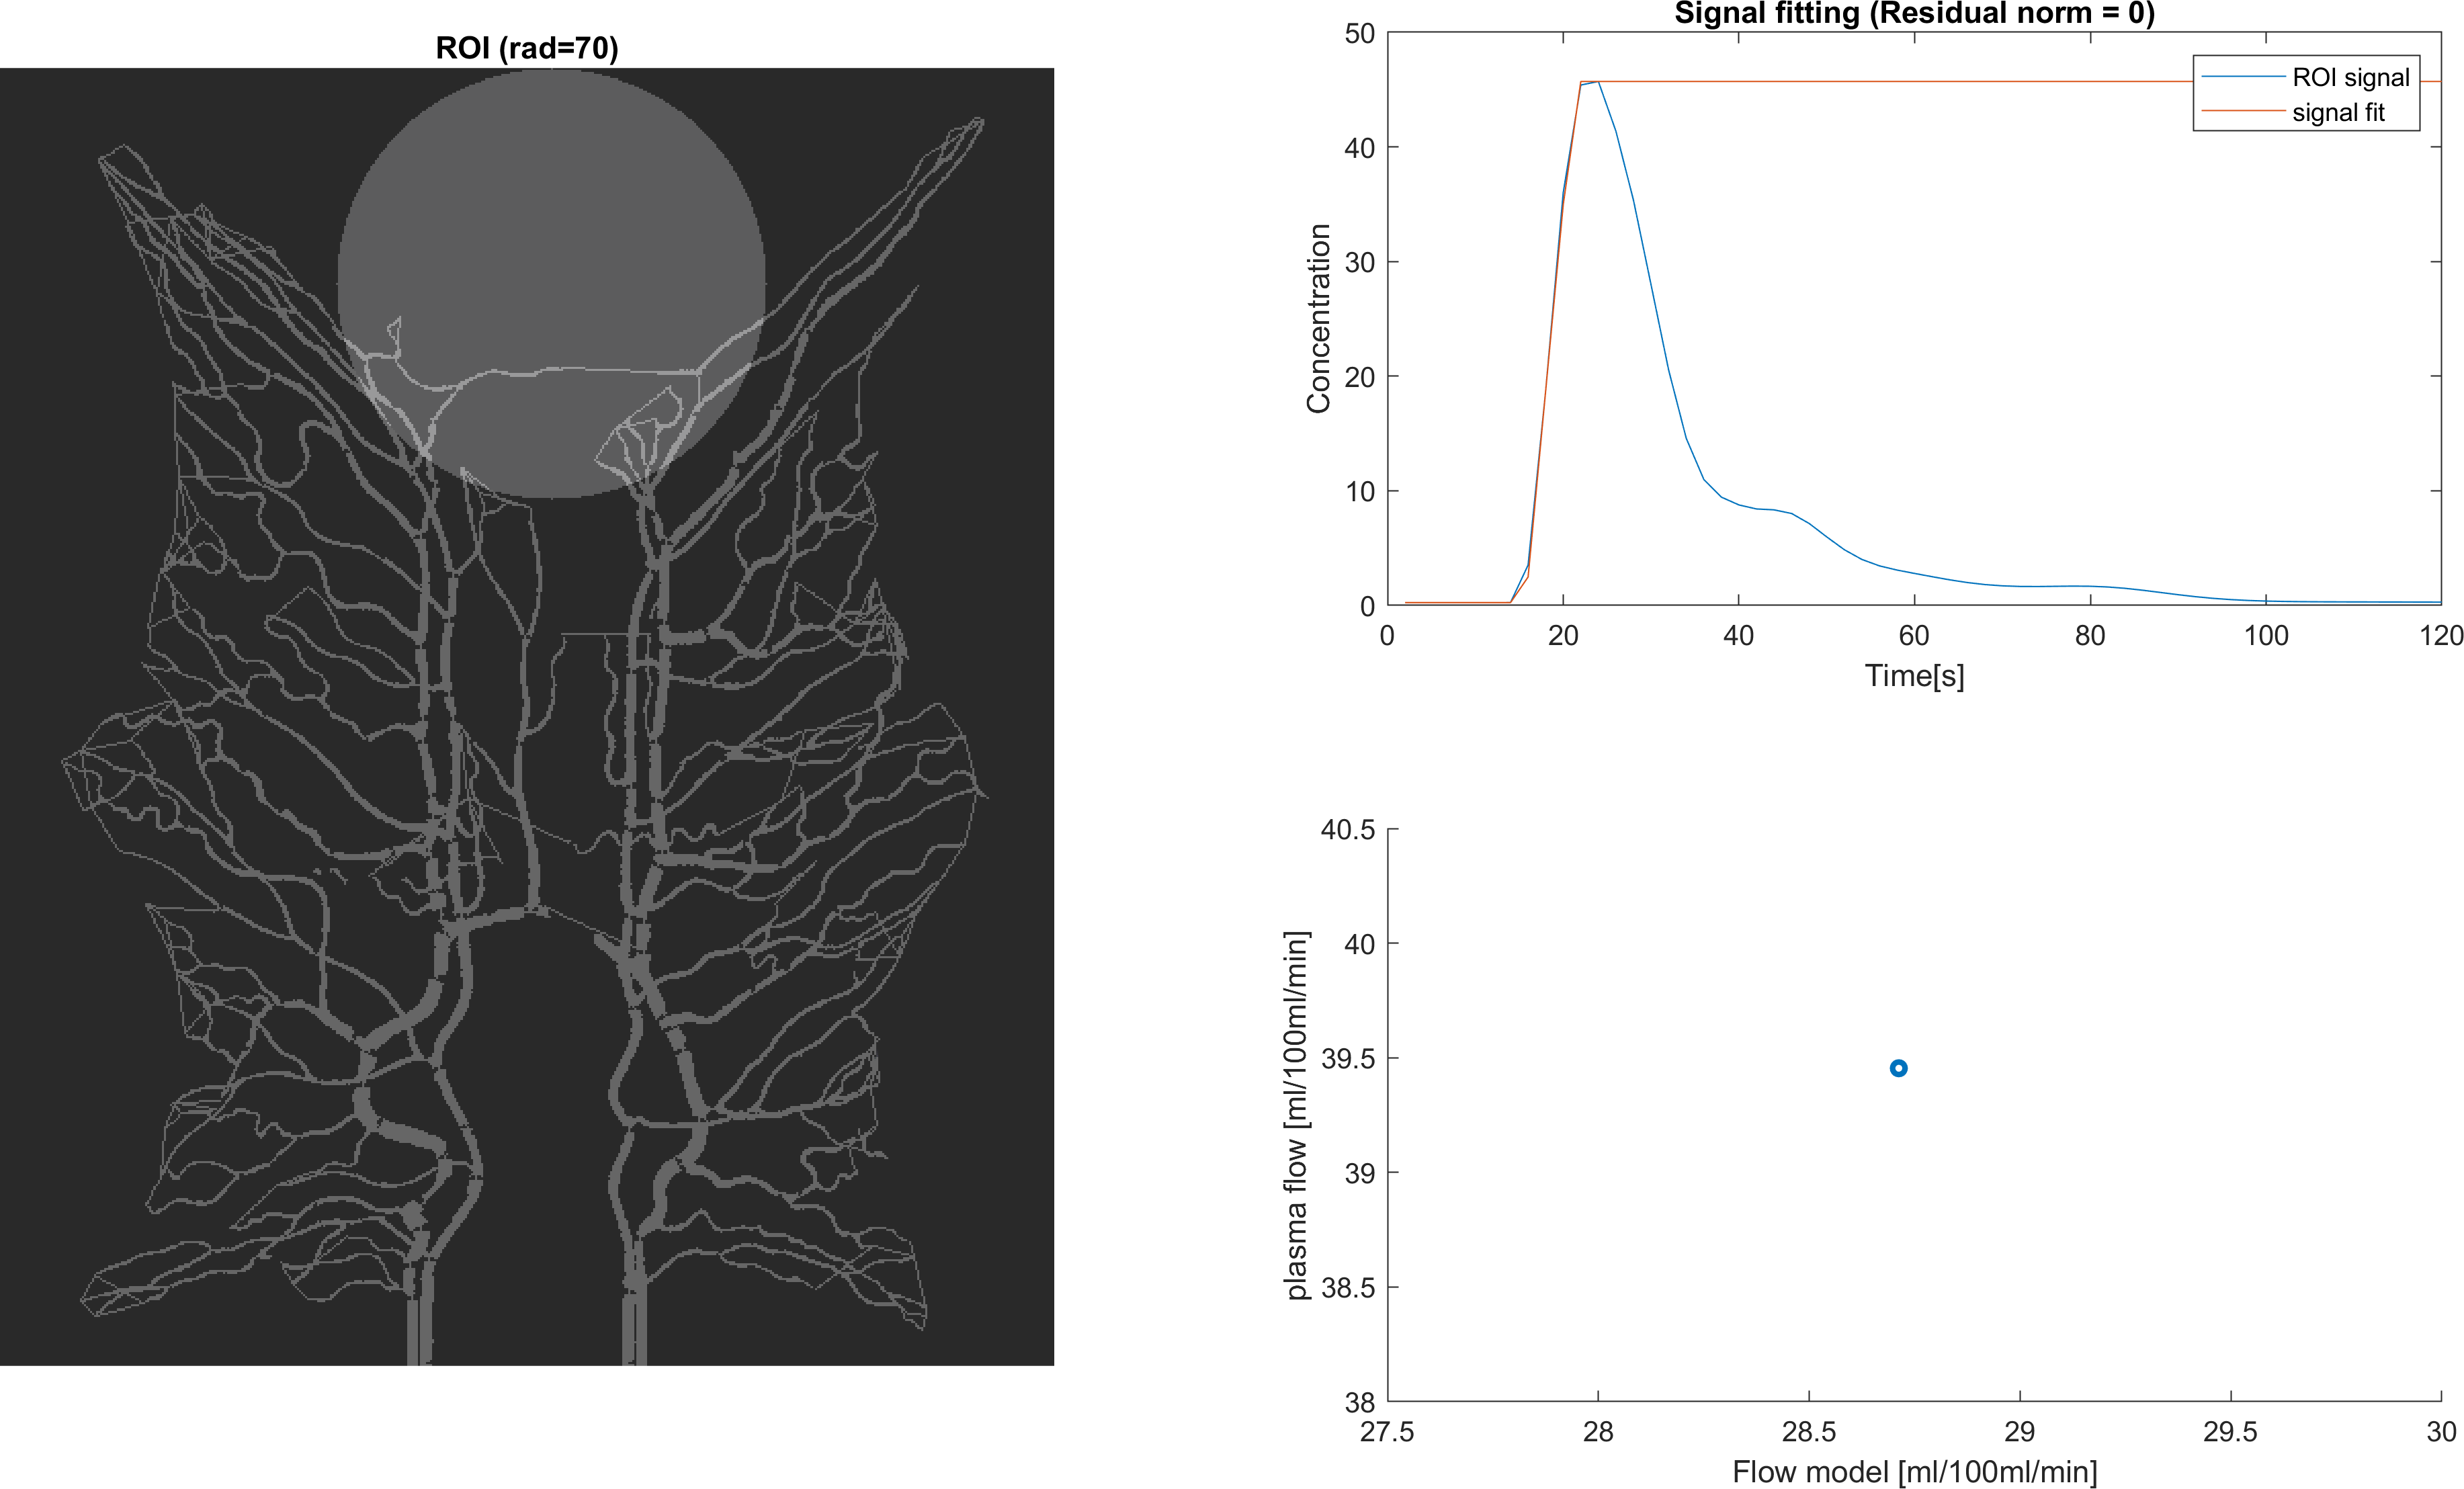 ROI (rad=70)
Signal fitting (Residual norm = 0)
50
40
30
20
10
0
Concentration
ROI signal
signal fit
0 20 40 60 80 100 120
Time[s]
40.5
40
39.5
39
38.5
38
plasma flow [ml/100ml/min]
27.5 28 28.5 29 29.5 30
Flow model [ml/100ml/min]